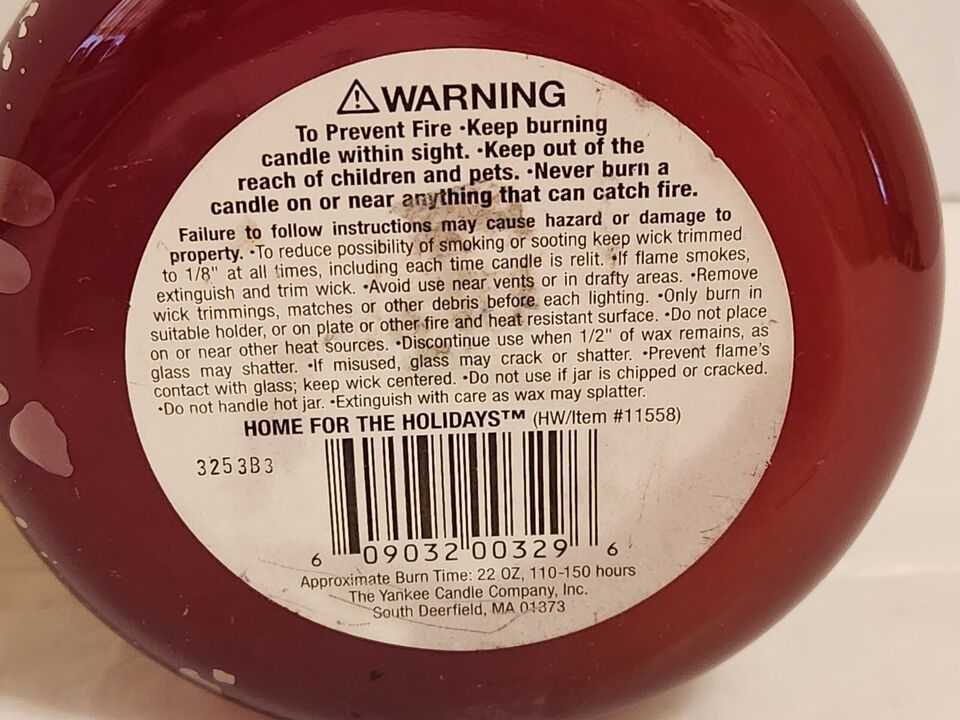 ⚠WARNING
To Prevent Fire •Keep burning
candle within sight. •Keep out of the
reach of children and pets. •Never burn a
candle on or near anything that can catch fire.
Failure to follow instructions may cause hazard or damage to
property. •To reduce possibility of smoking or sooting keep wick trimmed
to 1/8" at all times, including each time candle is relit. •If flame smokes,
extinguish and trim wick. •Avoid use near vents or in drafty areas. •Remove
wick trimmings, matches or other debris before each lighting. •Only burn in
suitable holder, or on plate or other fire and heat resistant surface. •Do not place
on or near other heat sources. •Discontinue use when 1/2" of wax remains, as
glass may shatter. •If misused, glass may crack or shatter. •Prevent flame's
contact with glass; keep wick centered. •Do not use if jar is chipped or cracked.
•Do not handle hot jar. •Extinguish with care as wax may splatter.
HOME FOR THE HOLIDAYS™ (HW/Item #11558)
3253B3
6 09032 00329 6
Approximate Burn Time: 22 OZ, 110-150 hours
The Yankee Candle Company, Inc.
South Deerfield, MA 01373